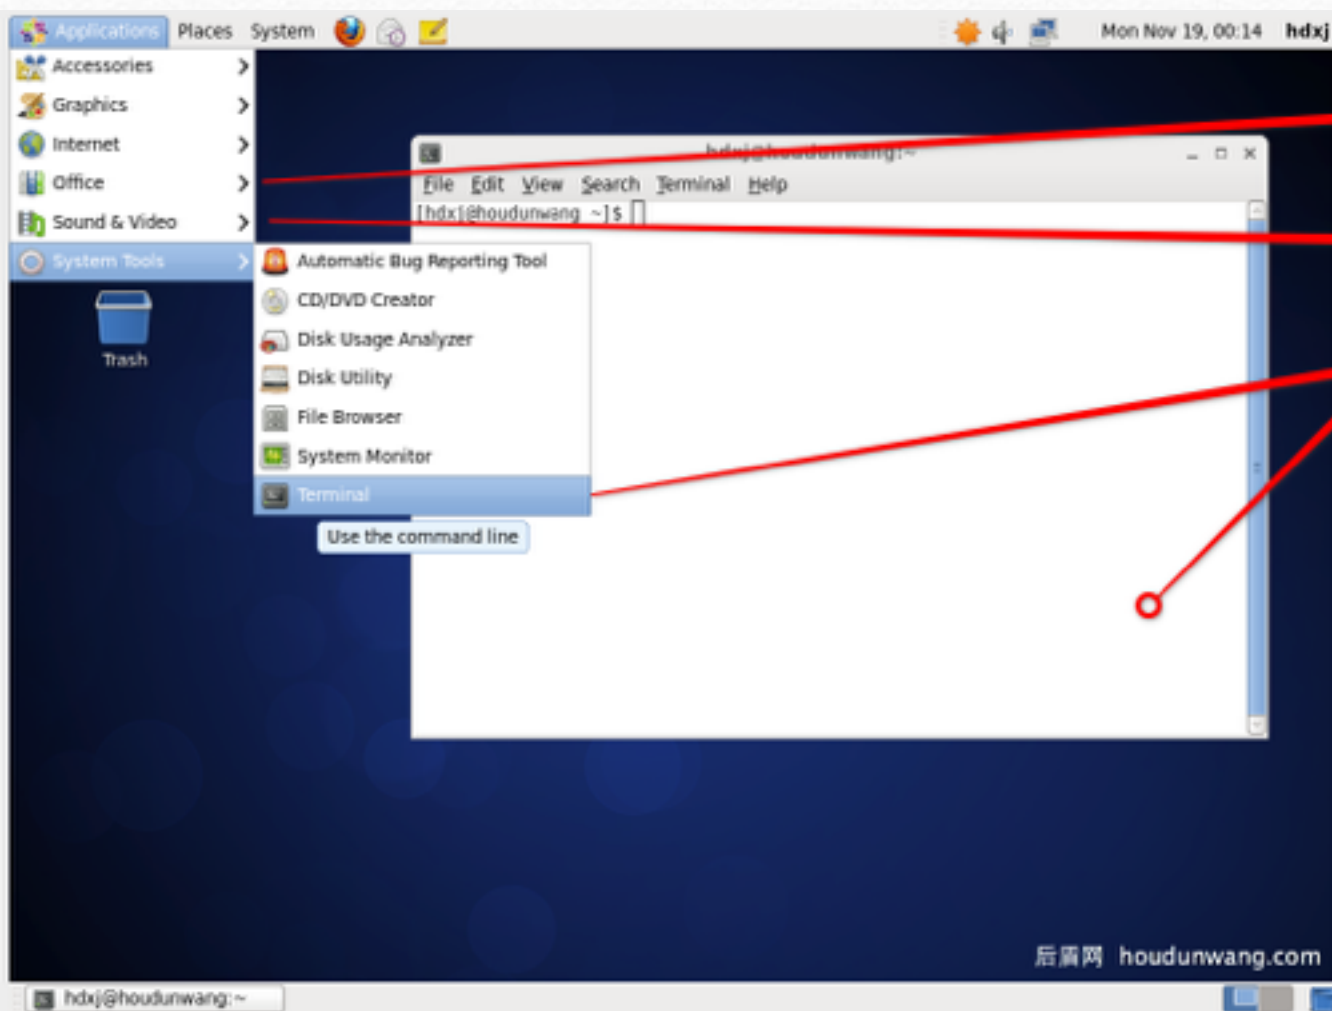 Applications Places System Mon Nov 19, 00:14 hdxj
Accessories
Graphics
Internet
Office
Sound & Video
System Tools
Automatic Bug Reporting Tool
CD/DVD Creator
Disk Usage Analyzer
Disk Utility
File Browser
System Monitor
Terminal
Use the command line
Trash
hdxj@houdunwang:~
File Edit View Search Terminal Help
[hdxj@houdunwang ~]$
后盾网 houdunwang.com
hdxj@houdunwang:~